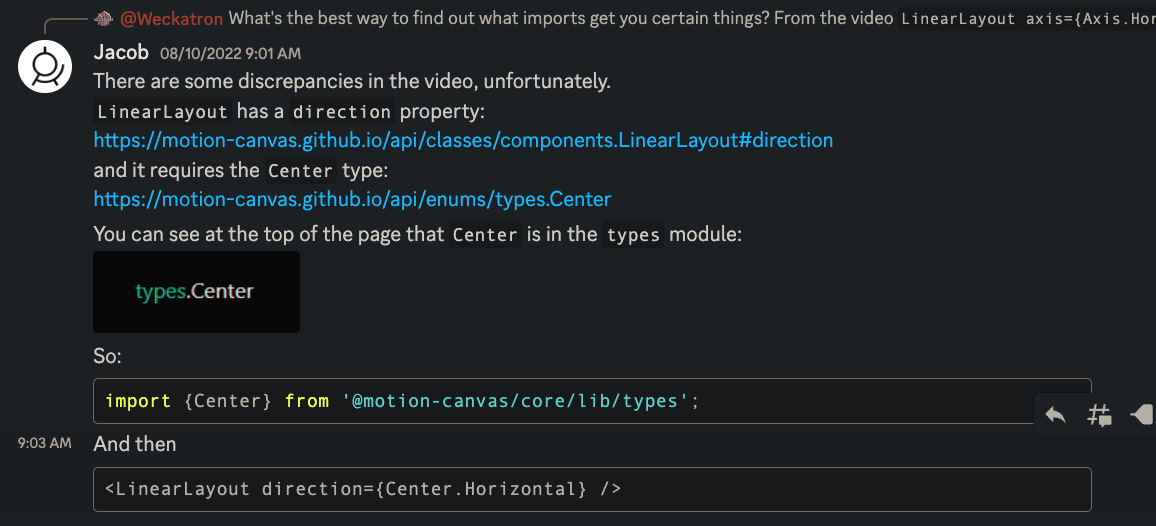 @Weckatron What's the best way to find out what imports get you certain things? From the video LinearLayout axis={Axis.Hor
Jacob 08/10/2022 9:01 AM
There are some discrepancies in the video, unfortunately.
LinearLayout has a direction property:
https://motion-canvas.github.io/api/classes/components.LinearLayout#direction
and it requires the Center type:
https://motion-canvas.github.io/api/enums/types.Center
You can see at the top of the page that Center is in the types module:
types.Center
So:
import {Center} from '@motion-canvas/core/lib/types';
9:03 AM And then
<LinearLayout direction={Center.Horizontal} />